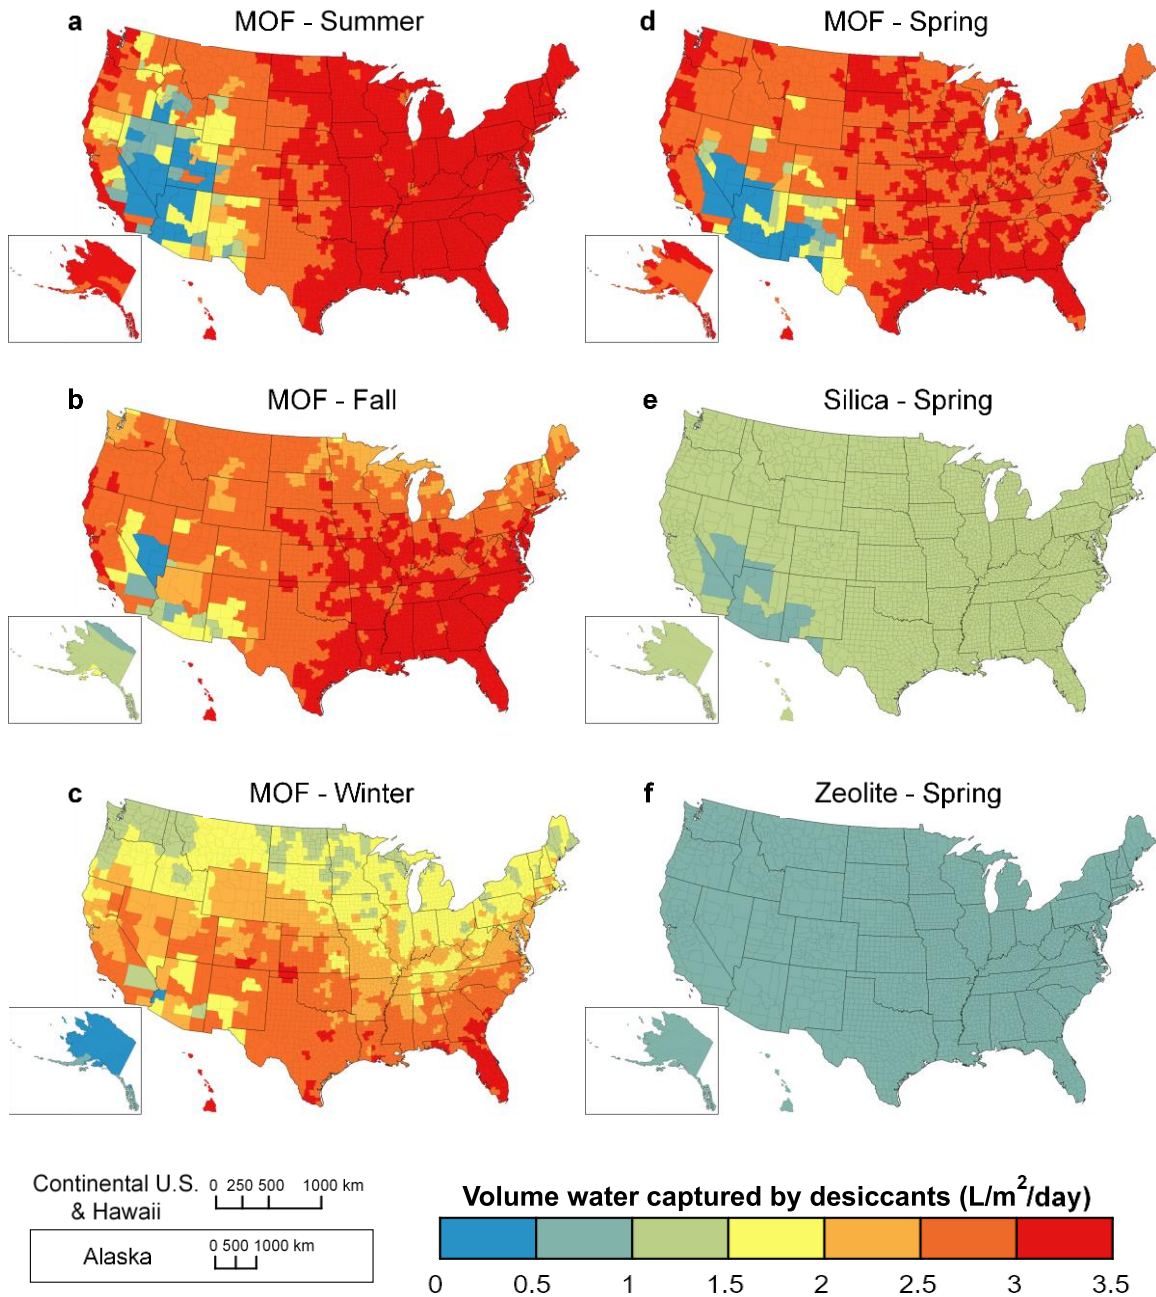 a MOF - Summer
d MOF - Spring
b MOF - Fall
e Silica - Spring
c MOF - Winter
f Zeolite - Spring
Continental U.S. & Hawaii
0 250 500 1000 km
Alaska
0 500 1000 km
Volume water captured by desiccants (L/m²/day)
0 0.5 1 1.5 2 2.5 3 3.5